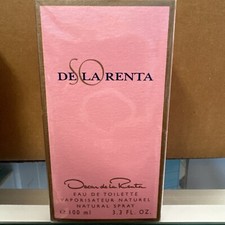 SO
DE LA RENTA
Oscar de la Renta
EAU DE TOILETTE
VAPORISATEUR NATUREL
NATURAL SPRAY
e 100 ml 3.3 FL. OZ.